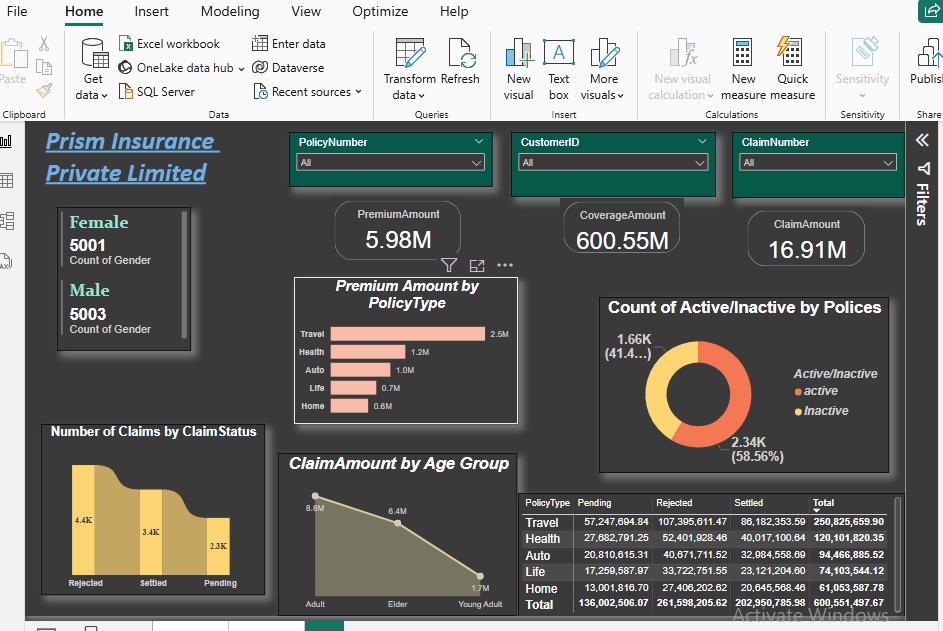 File Home Insert Modeling View Optimize Help
Paste
Clipboard
Get data
Excel workbook
OneLake data hub
SQL Server
Enter data
Dataverse
Recent sources
Data
Transform data
Refresh
Queries
New visual
Text box
More visuals
Insert
New visual calculation
New measure
Quick measure
Calculations
Sensitivity
Sensitivity
Publish
Share
Prism Insurance
Private Limited
PolicyNumber
All
CustomerID
All
ClaimNumber
All
Filters
Female
5001
Count of Gender
Male
5003
Count of Gender
PremiumAmount
5.98M
CoverageAmount
600.55M
ClaimAmount
16.91M
Premium Amount by
PolicyType
Travel 2.5M
Health 1.2M
Auto 1.0M
Life 0.7M
Home 0.6M
Count of Active/Inactive by Polices
1.66K
(41.4...)
2.34K
(58.56%)
Active/Inactive
active
Inactive
Number of Claims by ClaimStatus
4.4K
3.4K
2.3K
Rejected Settled Pending
ClaimAmount by Age Group
8.8M
6.4M
1.7M
Adult Elder Young Adult
PolicyType Pending Rejected Settled Total
Travel 57,247,694.84 107,395,611.47 86,182,353.59 250,825,659.90
Health 27,682,791.25 52,401,928.46 40,017,100.64 120,101,820.35
Auto 20,810,615.31 40,671,711.52 32,984,558.69 94,466,885.52
Life 17,259,587.97 33,722,751.55 23,121,204.60 74,103,544.12
Home 13,001,816.70 27,406,202.62 20,645,568.46 61,053,587.78
Total 136,002,506.07 261,598,205.62 202,950,785.98 600,551,497.67
Activate Windows